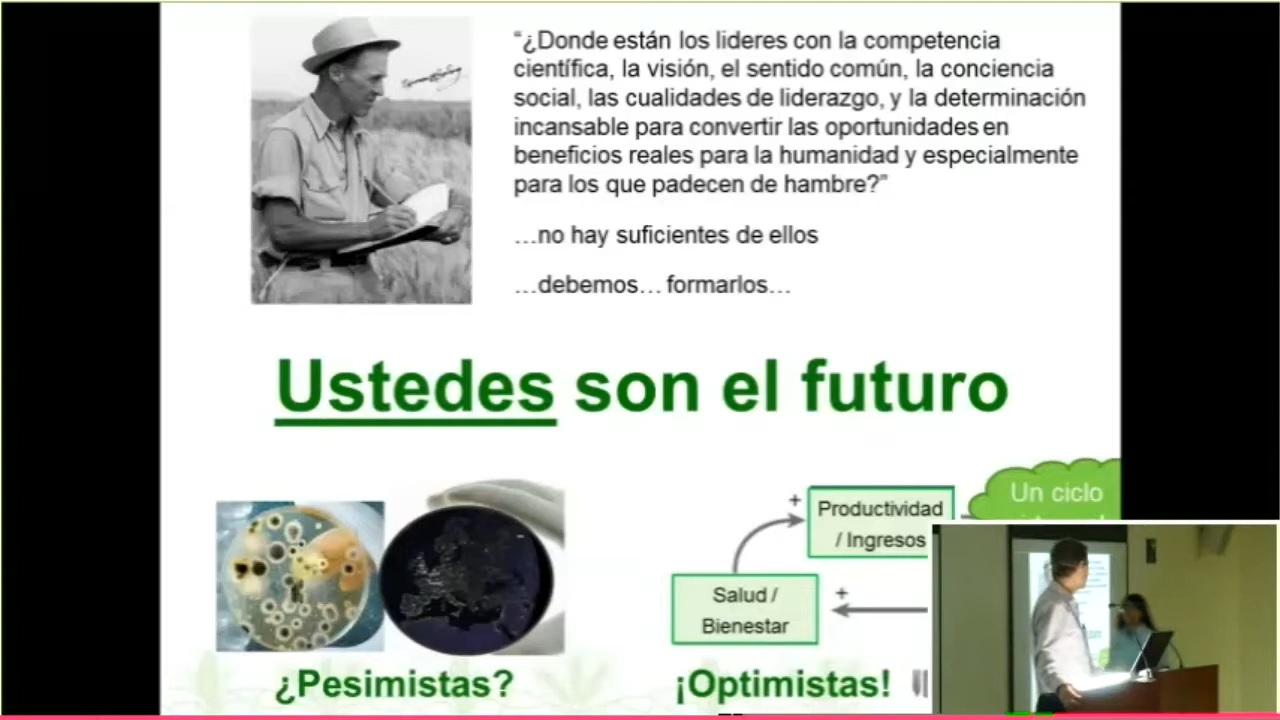 “¿Donde están los lideres con la competencia
científica, la visión, el sentido común, la conciencia
social, las cualidades de liderazgo, y la determinación
incansable para convertir las oportunidades en
beneficios reales para la humanidad y especialmente
para los que padecen de hambre?”
…no hay suficientes de ellos
…debemos… formarlos…
Ustedes son el futuro
Un ciclo
+
Productividad
/ Ingresos
Salud /
Bienestar
+
¿Pesimistas?
¡Optimistas!